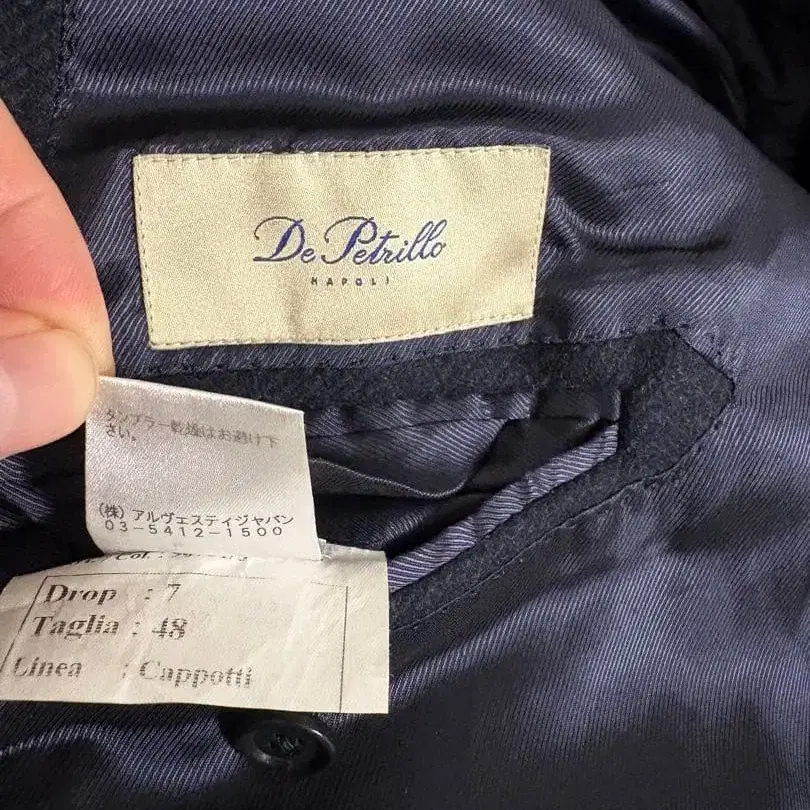 De Petrillo
NAPOLI
タンブラー乾燥はお避け下
さい。
(株)アルヴェスティジャパン
03-5412-1500
Col.:
Drop : 7
Taglia : 48
Linea : Cappotti